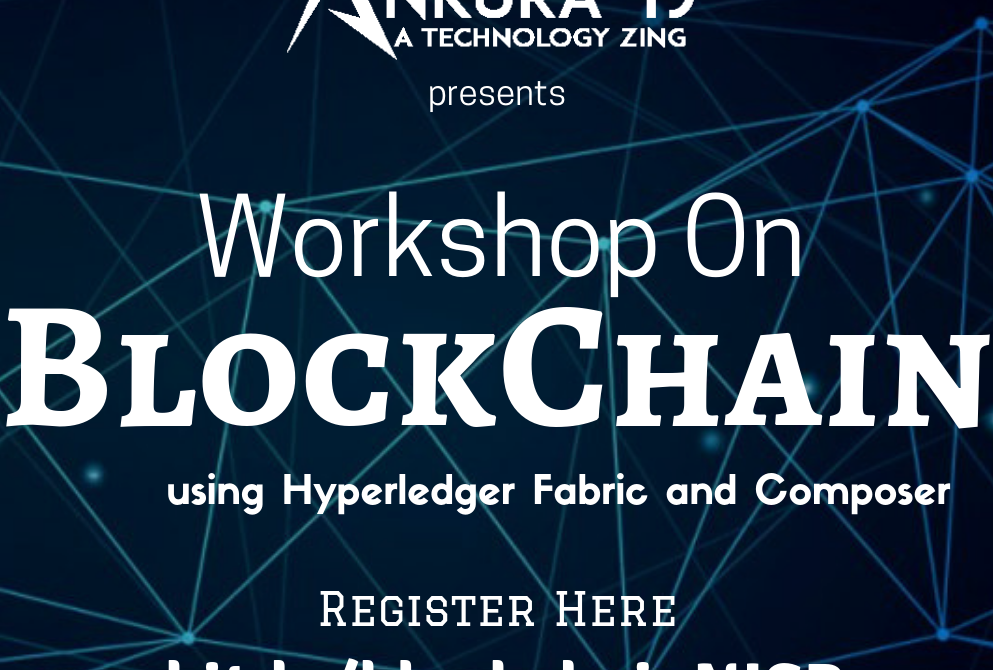 A TECHNOLOGY ZING
presents
Workshop On
BLOCKCHAIN
using Hyperledger Fabric and Composer
REGISTER HERE